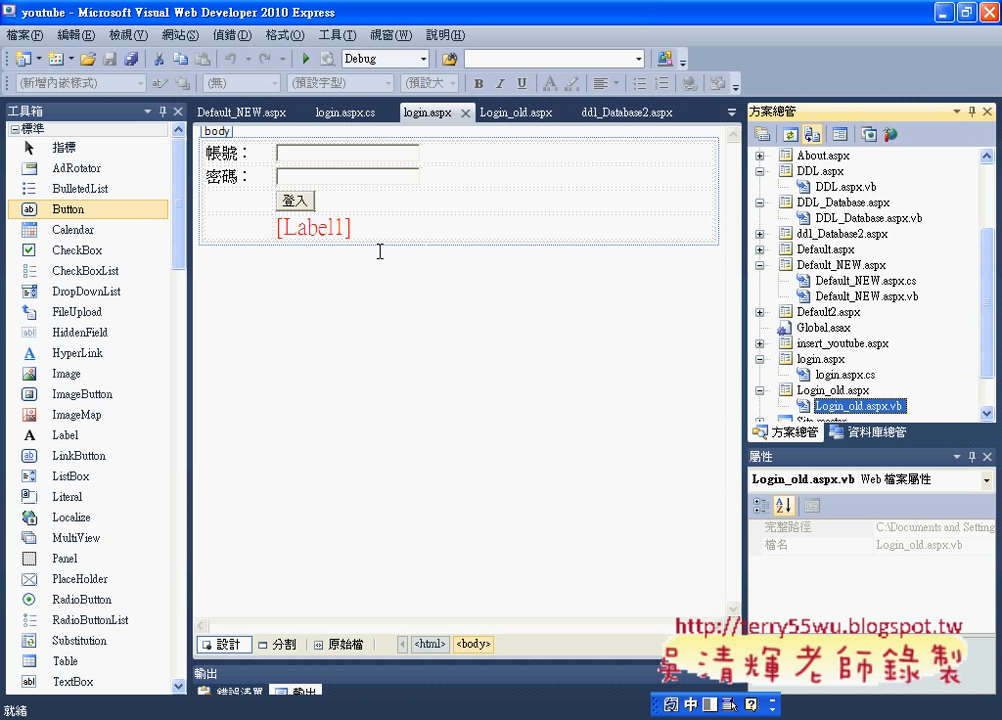 youtube - Microsoft Visual Web Developer 2010 Express
檔案(F) 編輯(E) 檢視(V) 網站(S) 偵錯(D) 格式(O) 工具(T) 視窗(W) 說明(H)
Debug
(新增內嵌樣式) (無) (預設字型) (預設大 B I U A
工具箱
標準
指標
AdRotator
BulletedList
Button
Calendar
CheckBox
CheckBoxList
DropDownList
FileUpload
HiddenField
HyperLink
Image
ImageButton
ImageMap
Label
LinkButton
ListBox
Literal
Localize
MultiView
Panel
PlaceHolder
RadioButton
RadioButtonList
Substitution
Table
TextBox
Default_NEW.aspx login.aspx.cs login.aspx Login_old.aspx ddl_Database2.aspx
body
帳號：
密碼：
登入
[Label1]
設計 分割 原始檔 <html> <body>
輸出
錯誤清單 輸出
方案總管
About.aspx
DDL.aspx
DDL.aspx.vb
DDL_Database.aspx
DDL_Database.aspx.vb
ddl_Database2.aspx
Default.aspx
Default_NEW.aspx
Default_NEW.aspx.cs
Default_NEW.aspx.vb
Default2.aspx
Global.asax
insert_youtube.aspx
login.aspx
login.aspx.cs
Login_old.aspx
Login_old.aspx.vb
Site.master
方案總管 資料庫總管
屬性
Login_old.aspx.vb Web 檔案屬性
完整路徑 C:\Documents and Setting
檔名 Login_old.aspx.vb
http://terry55wu.blogspot.tw
吳清輝老師錄製
中
就緒